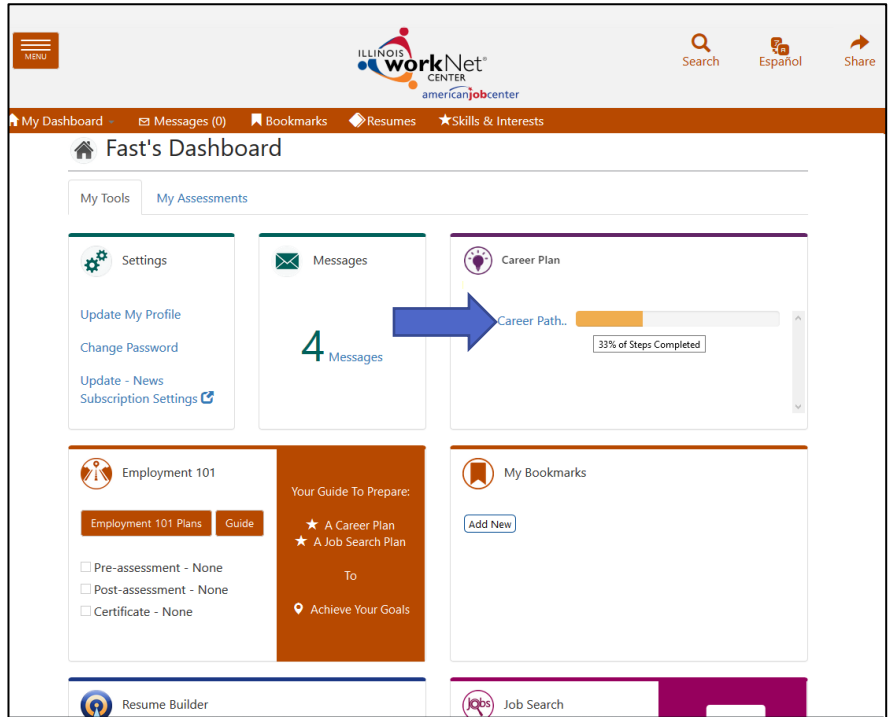 MENU
ILLINOIS
workNet®
CENTER
americanjobcenter
Search
Español
Share
My Dashboard
Messages (0)
Bookmarks
Resumes
Skills & Interests
Fast's Dashboard
My Tools
My Assessments
Settings
Update My Profile
Change Password
Update - News
Subscription Settings
Messages
4 Messages
Career Plan
Career Path..
33% of Steps Completed
Employment 101
Employment 101 Plans
Guide
Pre-assessment - None
Post-assessment - None
Certificate - None
Your Guide To Prepare:
★ A Career Plan
★ A Job Search Plan
To
Achieve Your Goals
My Bookmarks
Add New
Resume Builder
Jobs
Job Search